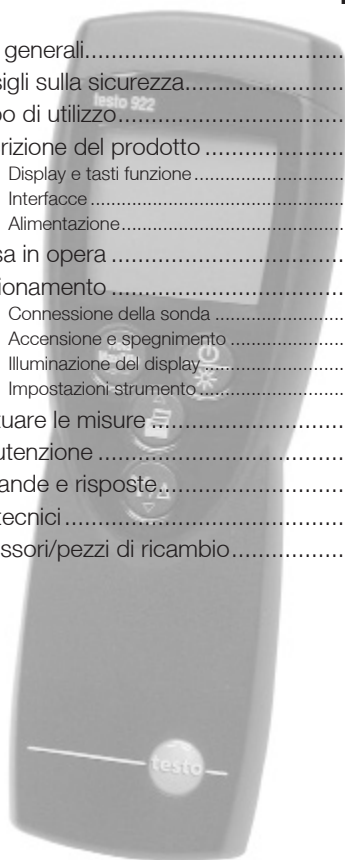 generali
sigli sulla sicurezza
po di utilizzo
testo 922
rizione del prodotto
Display e tasti funzione
Interfacce
Alimentazione
sa in opera
ionamento
Connessione della sonda
Accensione e spegnimento
Illuminazione del display
Impostazioni strumento
tuare le misure
utenzione
ande e risposte
tecnici
ssori/pezzi di ricambio
testo